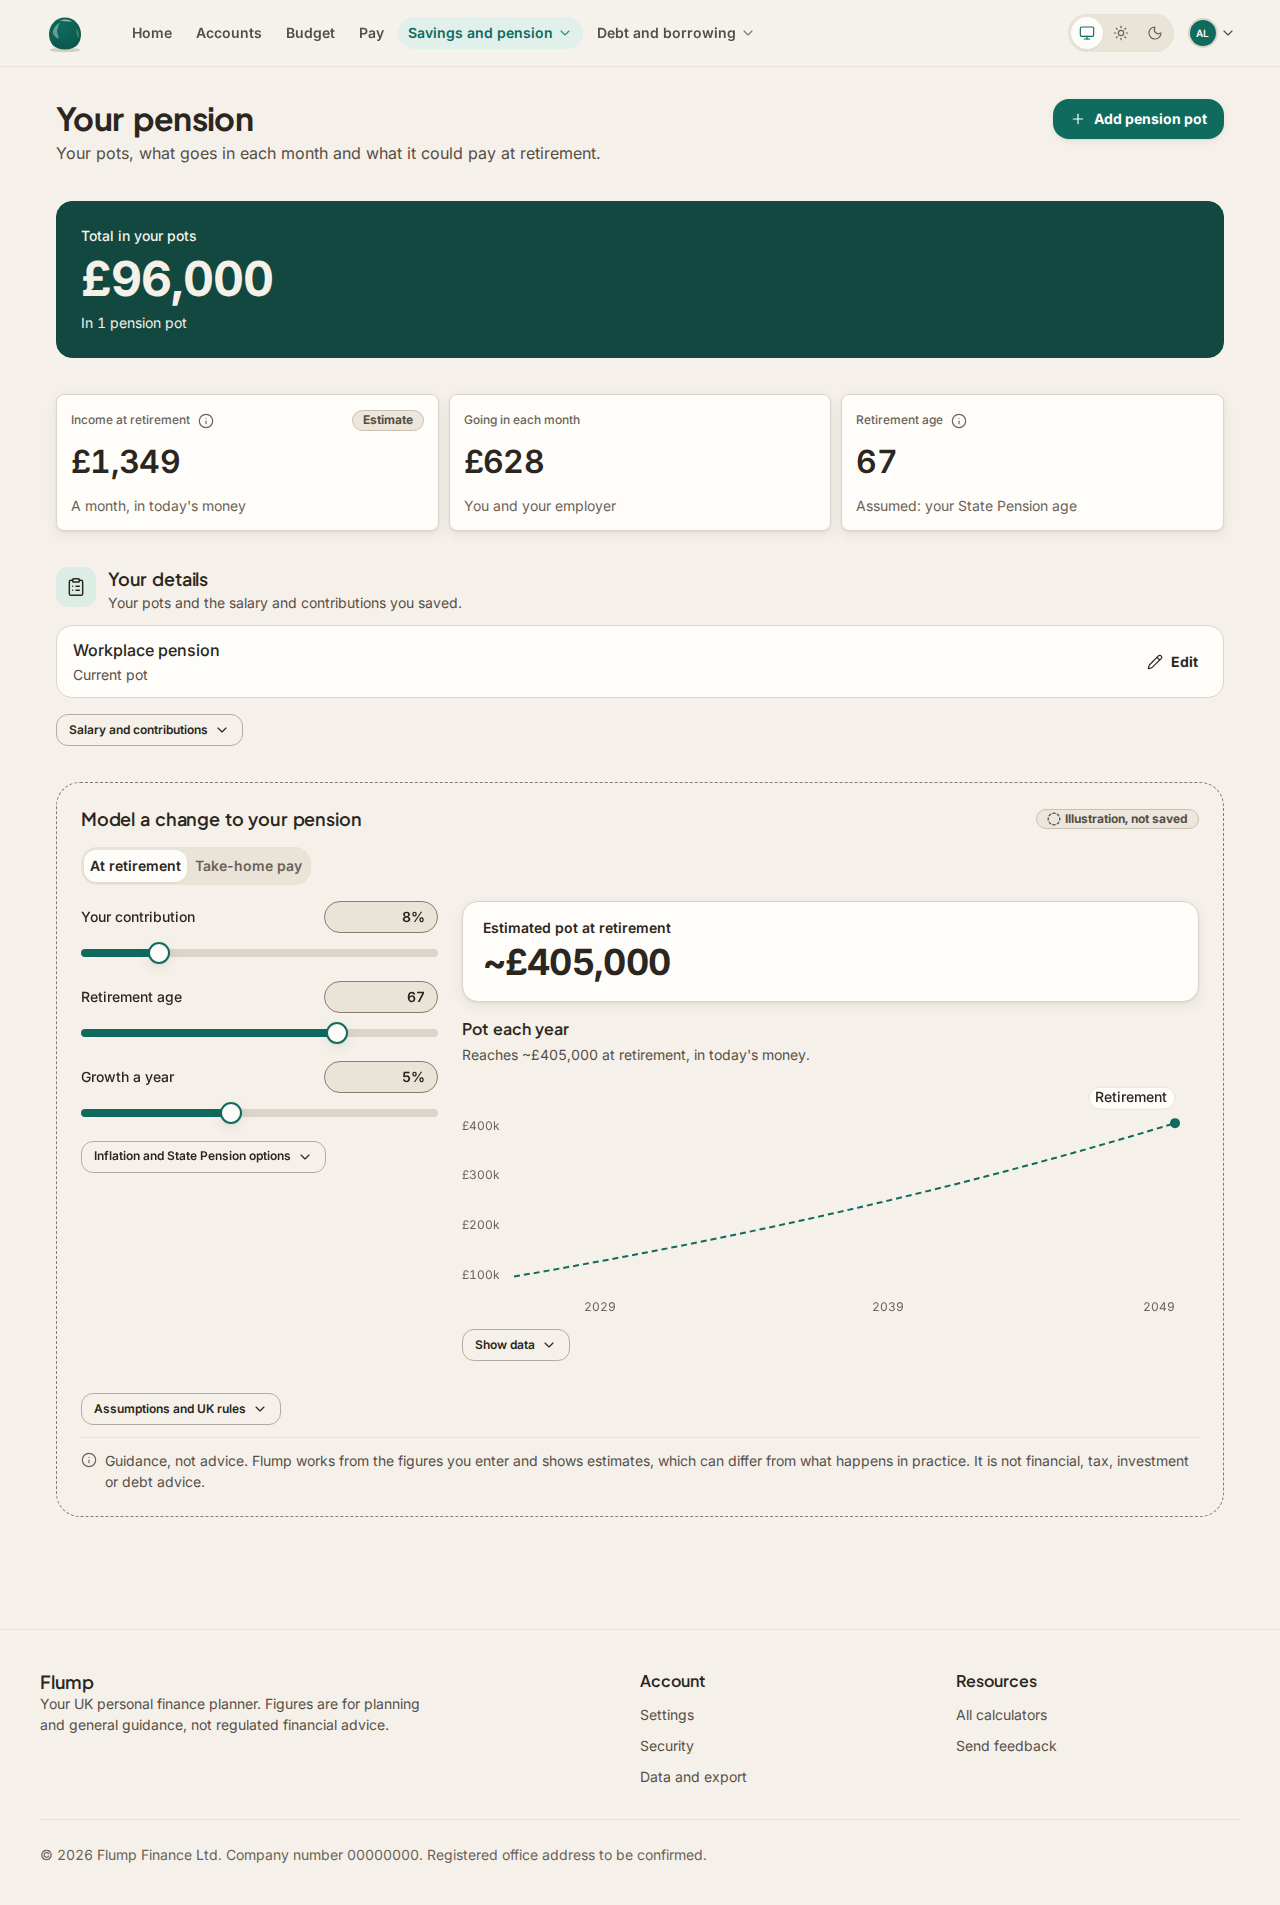 Home Accounts Budget Pay Savings and pension Debt and borrowing AL
Your pension
Add pension pot
Your pots, what goes in each month and what it could pay at retirement.
Total in your pots
£96,000
In 1 pension pot
Income at retirement Estimate
£1,349
A month, in today's money
Going in each month
£628
You and your employer
Retirement age
67
Assumed: your State Pension age
Your details
Your pots and the salary and contributions you saved.
Workplace pension
Current pot
Edit
Salary and contributions
Model a change to your pension
Illustration, not saved
At retirement Take-home pay
Your contribution 8%
Retirement age 67
Growth a year 5%
Inflation and State Pension options
Estimated pot at retirement
~£405,000
Pot each year
Reaches ~£405,000 at retirement, in today's money.
Retirement
£400k
£300k
£200k
£100k
2029 2039 2049
Show data
Assumptions and UK rules
Guidance, not advice. Flump works from the figures you enter and shows estimates, which can differ from what happens in practice. It is not financial, tax, investment
or debt advice.
Flump
Your UK personal finance planner. Figures are for planning
and general guidance, not regulated financial advice.
Account
Settings
Security
Data and export
Resources
All calculators
Send feedback
© 2026 Flump Finance Ltd. Company number 00000000. Registered office address to be confirmed.